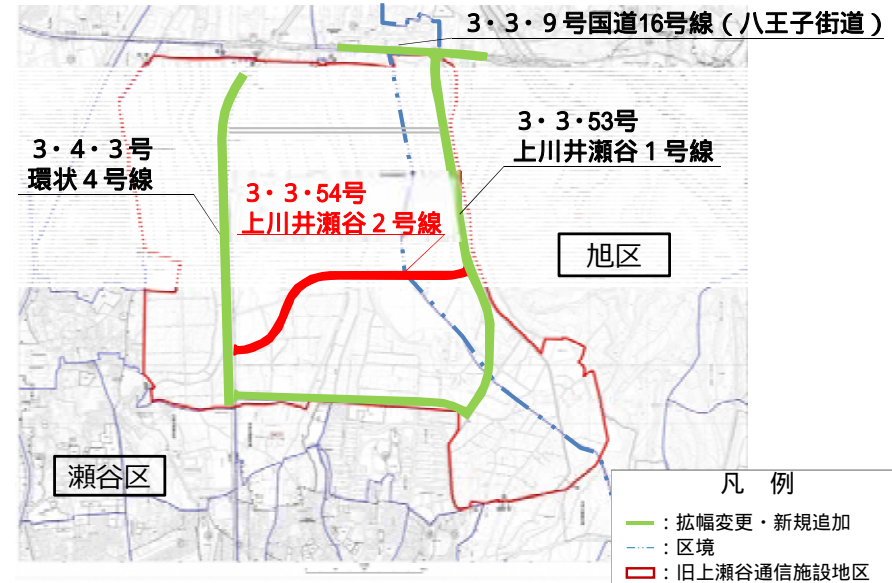 3・3・9号国道16号線（八王子街道）
3・3・53号
上川井瀬谷１号線
3・4・3号
環状４号線
3・3・54号
上川井瀬谷２号線
旭区
瀬谷区
凡　例
：拡幅変更・新規追加
：区境
：旧上瀬谷通信施設地区